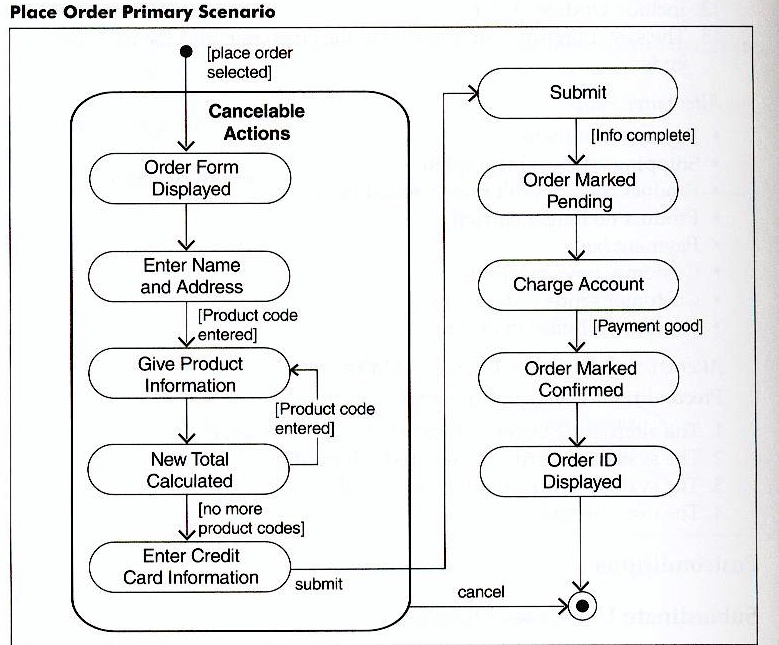 Place Order Primary Scenario
[place order
selected]
Cancelable
Actions
Order Form
Displayed
Enter Name
and Address
[Product code
entered]
Give Product
Information
[Product code
entered]
New Total
Calculated
[no more
product codes]
Enter Credit
Card Information
submit
Submit
[Info complete]
Order Marked
Pending
Charge Account
[Payment good]
Order Marked
Confirmed
Order ID
Displayed
cancel